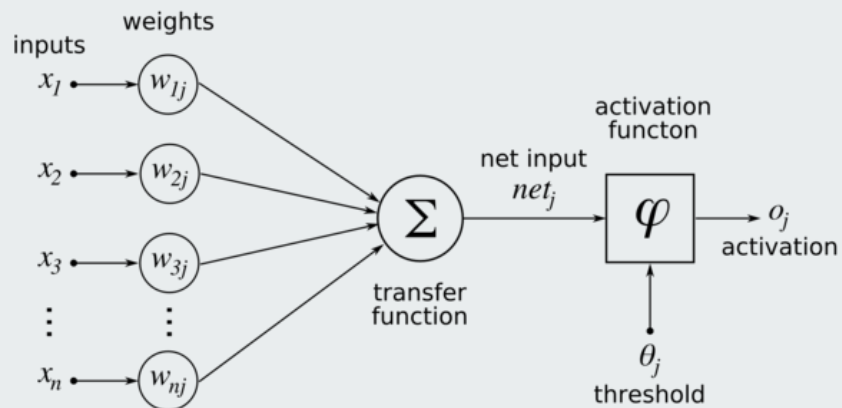 weights
inputs
x1
w1j
x2
w2j
x3
w3j
⋮ ⋮
xn
wnj
Σ
transfer
function
net input
netj
activation
functon
φ
oj
activation
θj
threshold